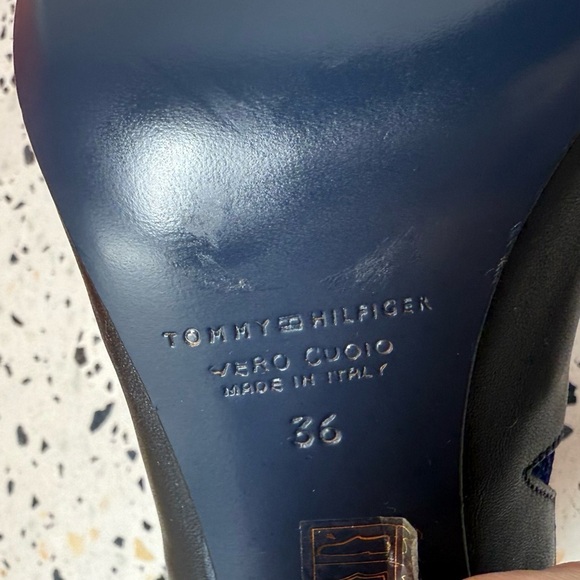 TOMMY HILFIGER
VERO CUOIO
MADE IN ITALY
36